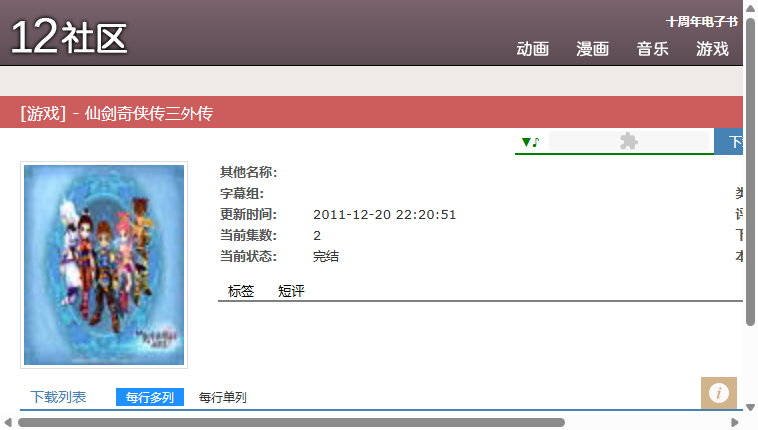 十周年电子书
12社区
动画 漫画 音乐 游戏
[游戏] - 仙剑奇侠传三外传
▼♪
其他名称：
字幕组：
更新时间： 2011-12-20 22:20:51
当前集数： 2
当前状态： 完结
标签 短评
下载列表 每行多列 每行单列